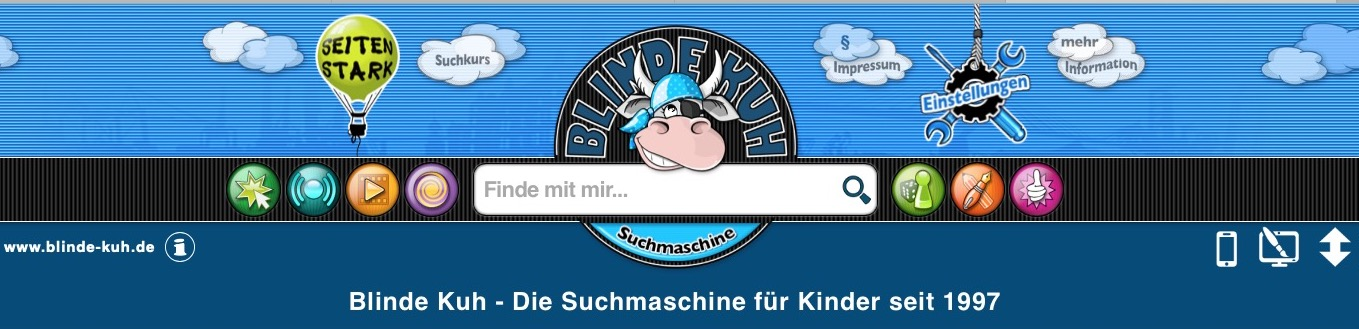 SEITEN
STARK
Suchkurs
BLINDE KUH
§
Impressum
Einstellungen
mehr
Information
Finde mit mir...
Suchmaschine
www.blinde-kuh.de i
Blinde Kuh - Die Suchmaschine für Kinder seit 1997